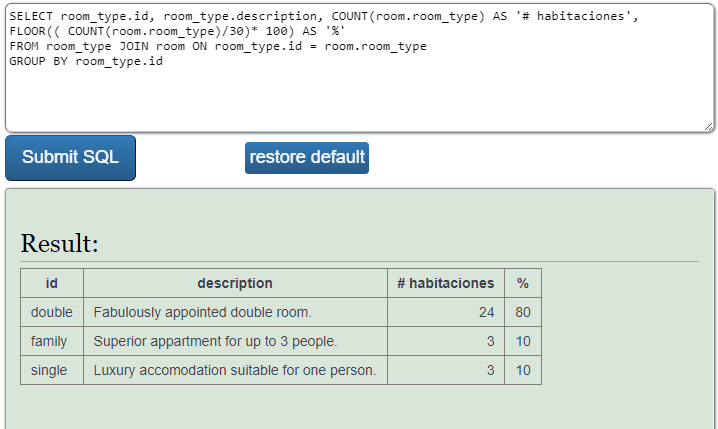 SELECT room_type.id, room_type.description, COUNT(room.room_type) AS '# habitaciones',
FLOOR(( COUNT(room.room_type)/30)* 100) AS '%'
FROM room_type JOIN room ON room_type.id = room.room_type
GROUP BY room_type.id
Submit SQL restore default
Result:
id description # habitaciones %
double Fabulously appointed double room. 24 80
family Superior appartment for up to 3 people. 3 10
single Luxury accomodation suitable for one person. 3 10